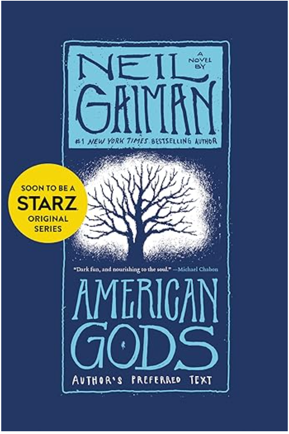 A NOVEL BY
NEIL
GAIMAN
#1 NEW YORK TIMES BESTSELLING AUTHOR
SOON TO BE A
STARZ
ORIGINAL
SERIES
"Dark fun, and nourishing to the soul." —Michael Chabon
AMERICAN
GODS
AUTHOR'S PREFERRED TEXT